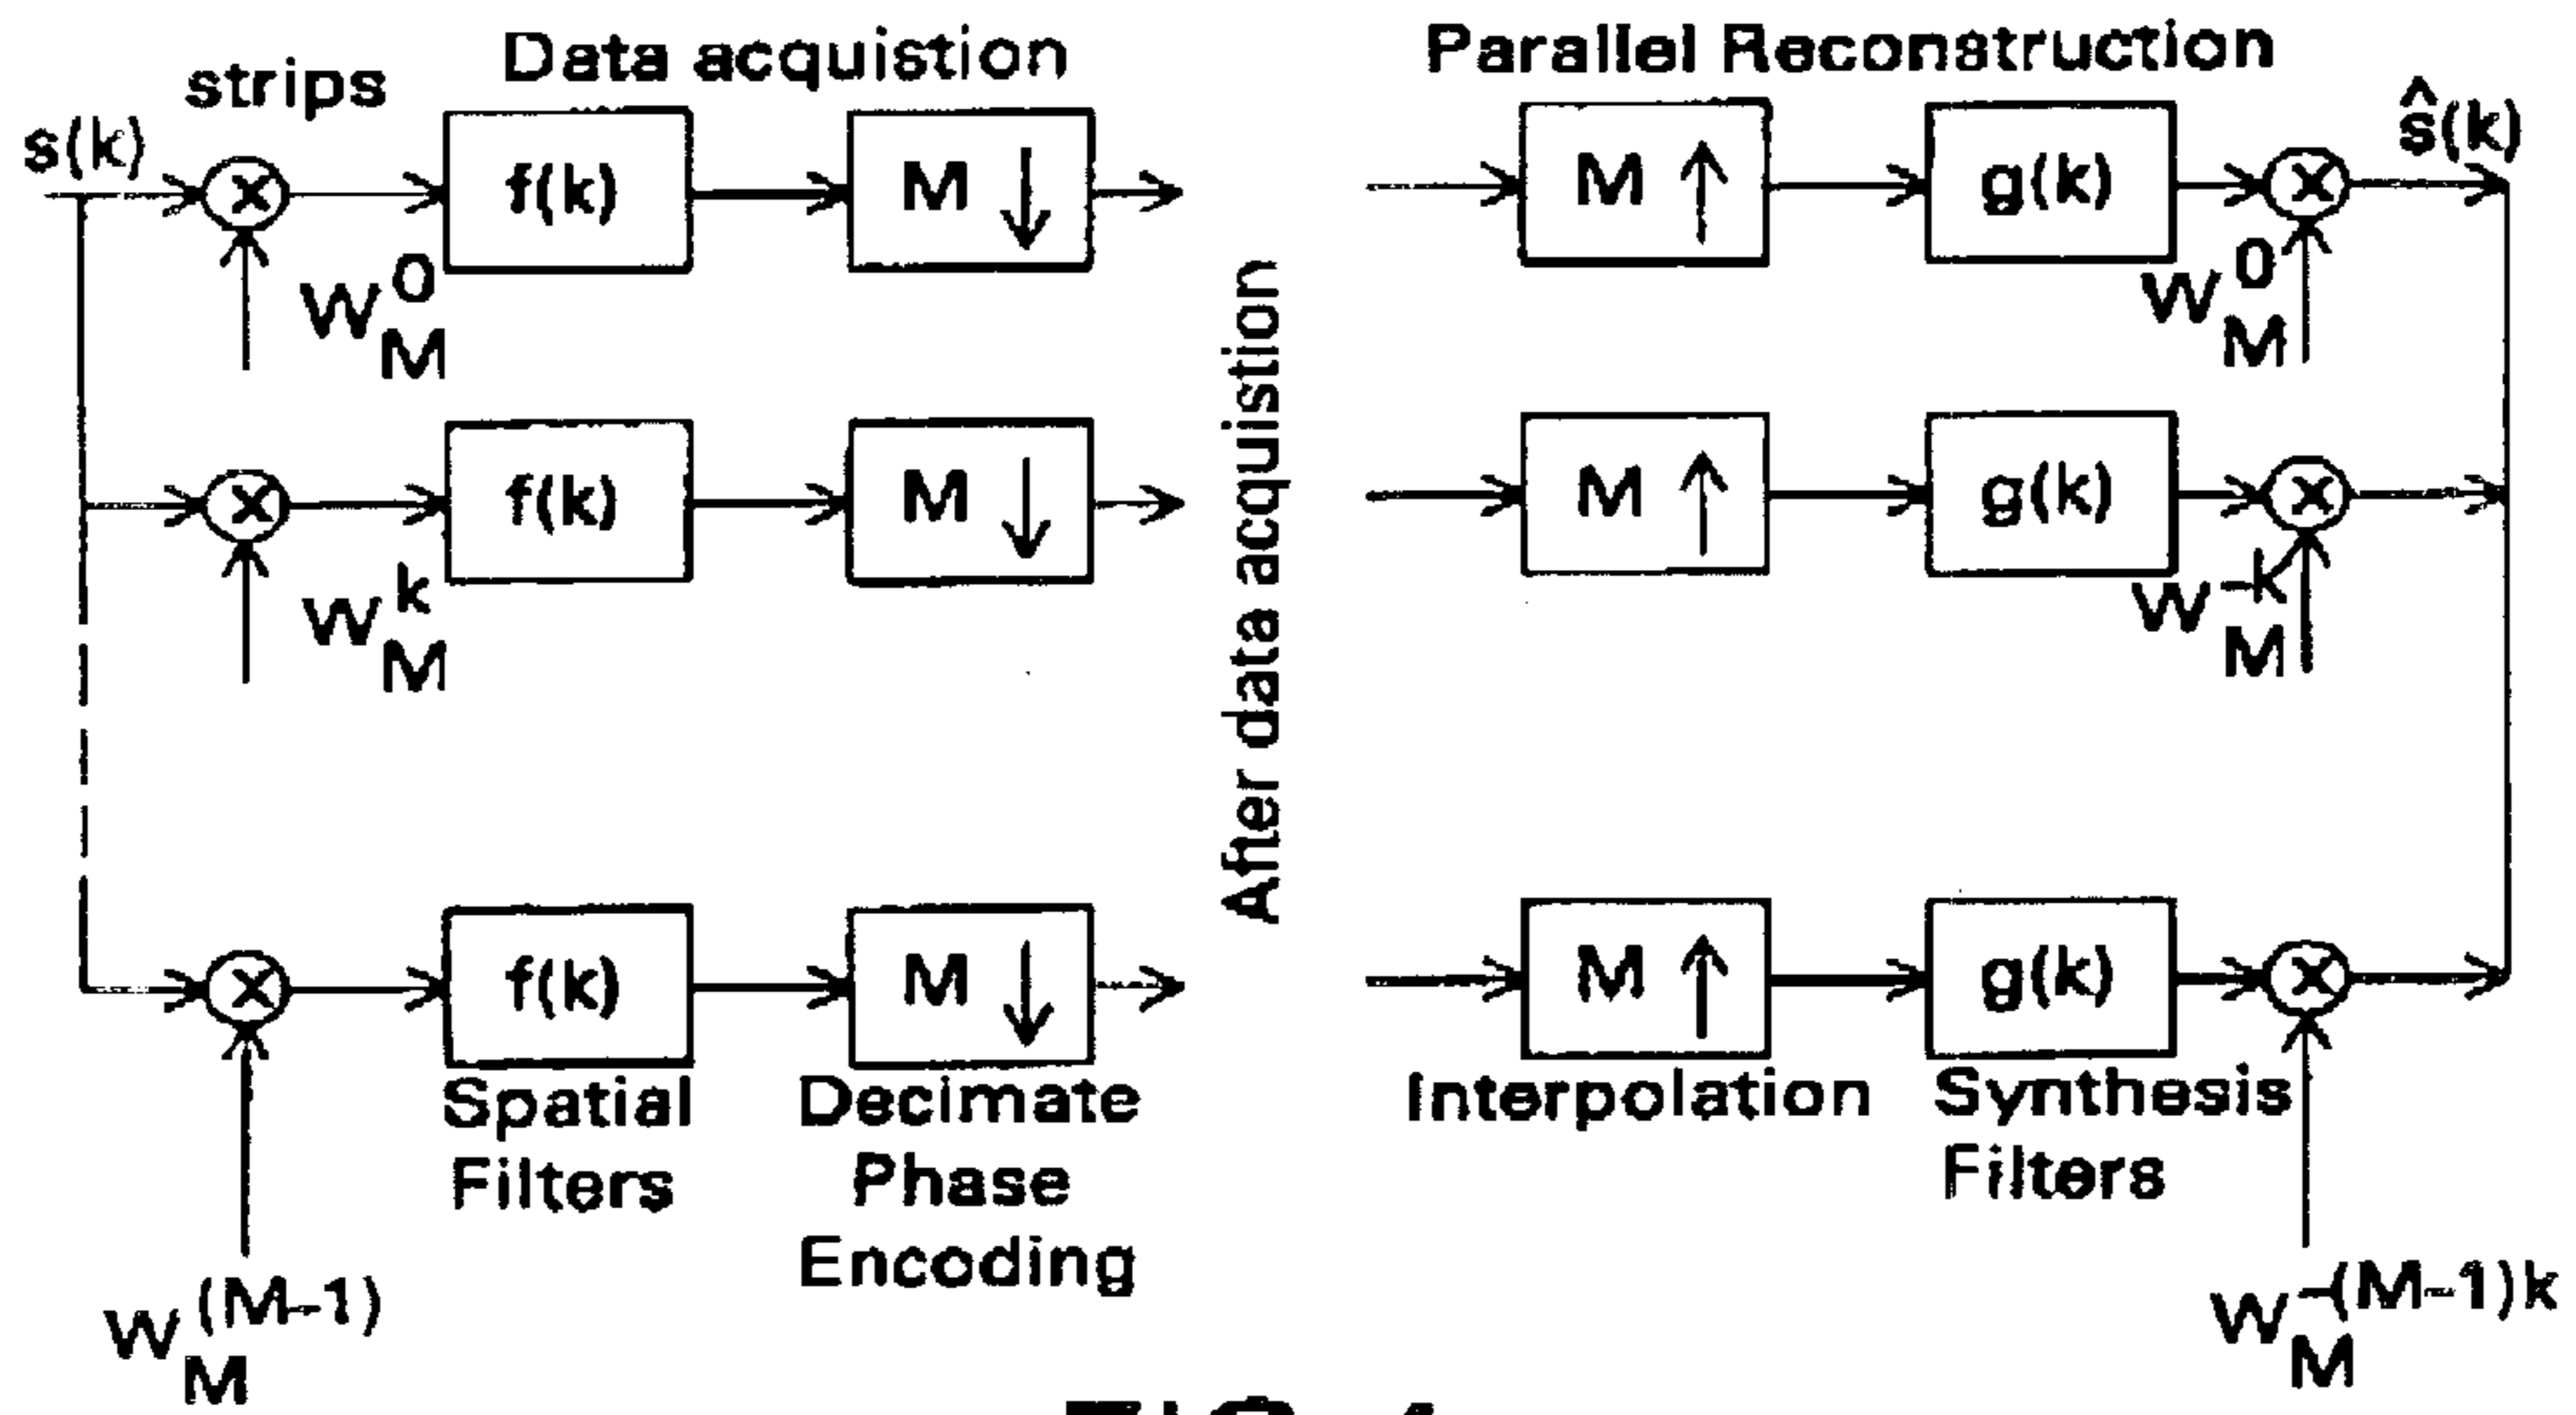 Data acquistion
Parallel Reconstruction
strips
s(k)
f(k)
M ↓
M ↑
g(k)
ŝ(k)
W_M^0
W_M^0
After data acquistion
f(k)
M ↓
M ↑
g(k)
W_M^k
W_M^-k
f(k)
M ↓
M ↑
g(k)
Spatial
Filters
Decimate
Phase
Encoding
Interpolation
Synthesis
Filters
W_M^(M-1)
W_M^-(M-1)k